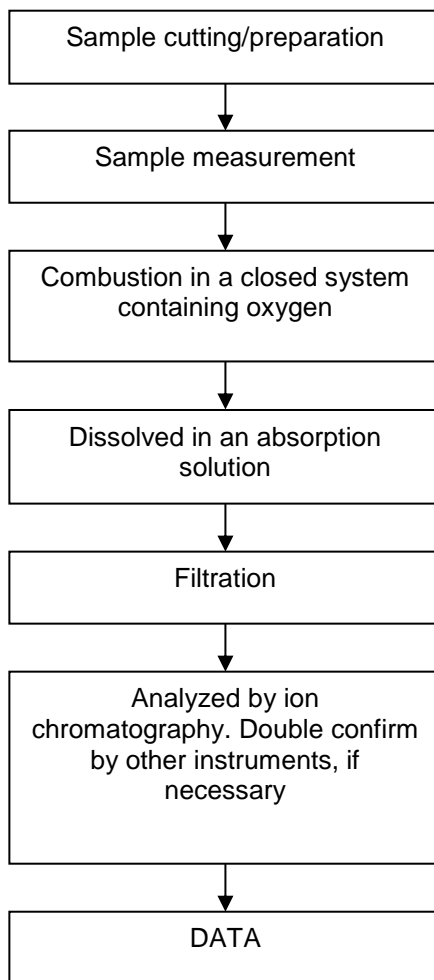 Sample cutting/preparation
Sample measurement
Combustion in a closed system
containing oxygen
Dissolved in an absorption
solution
Filtration
Analyzed by ion
chromatography. Double confirm
by other instruments, if
necessary
DATA